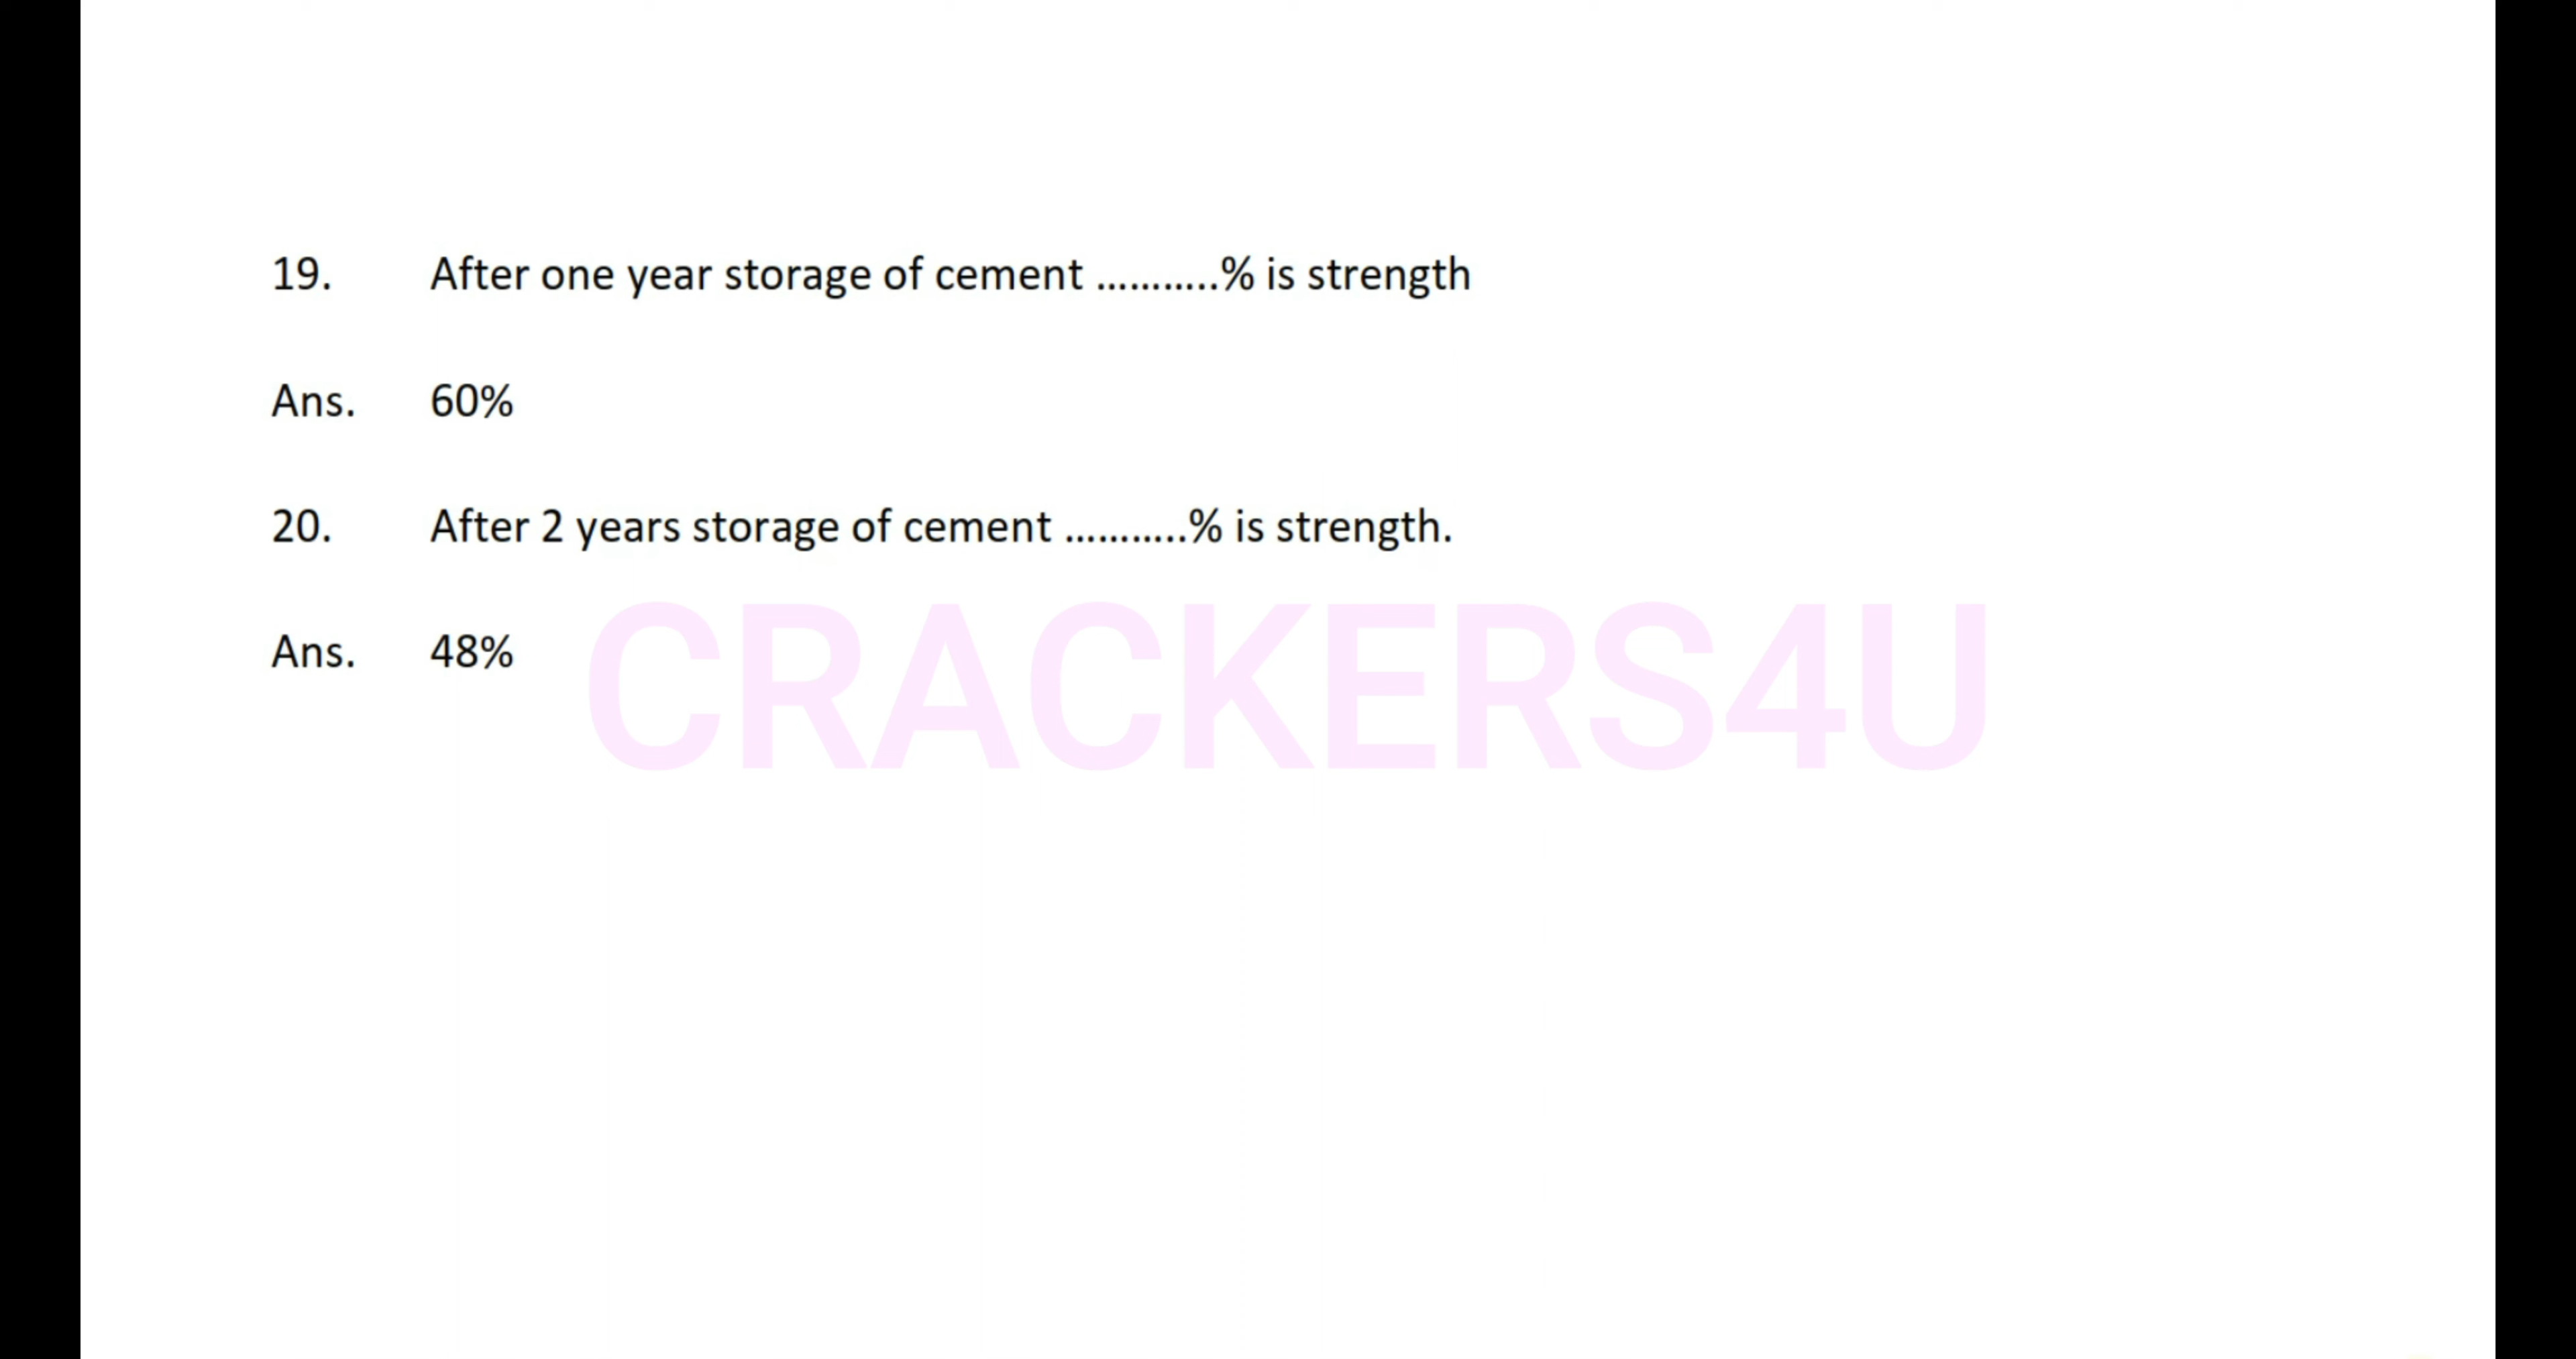 19. After one year storage of cement ………..% is strength
Ans. 60%
20. After 2 years storage of cement ………..% is strength.
Ans. 48%
CRACKERS4U